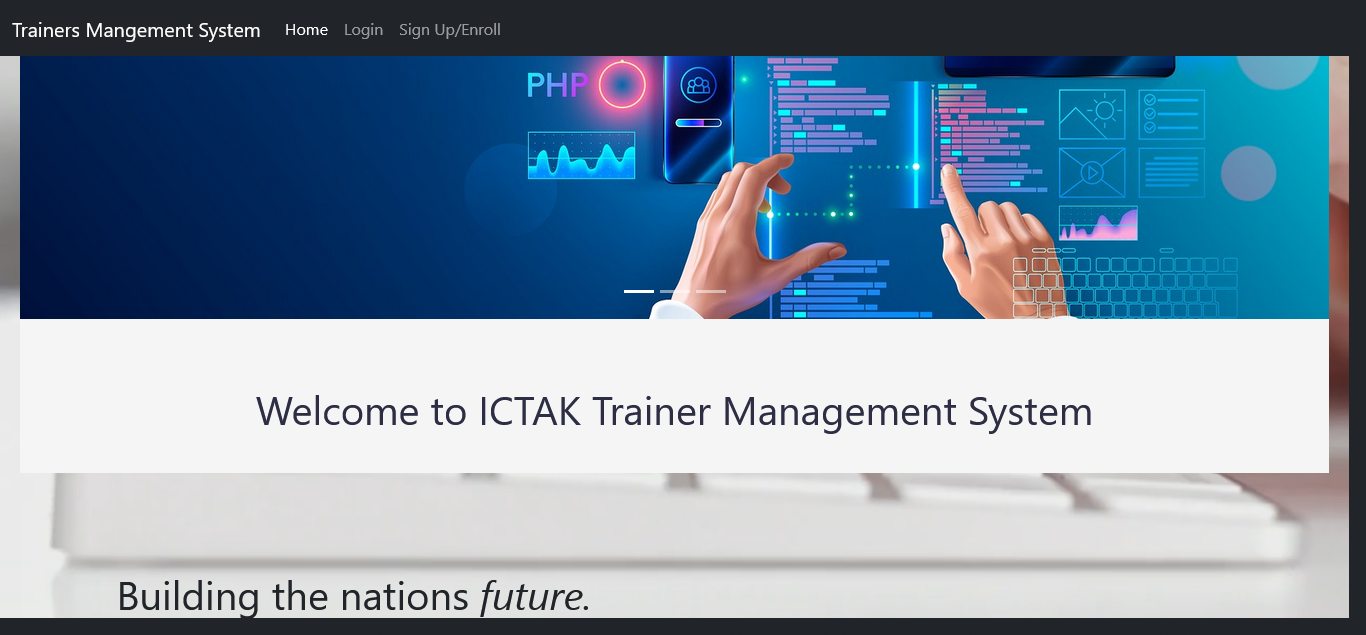 Trainers Mangement System Home Login Sign Up/Enroll
PHP
Welcome to ICTAK Trainer Management System
Building the nations future.